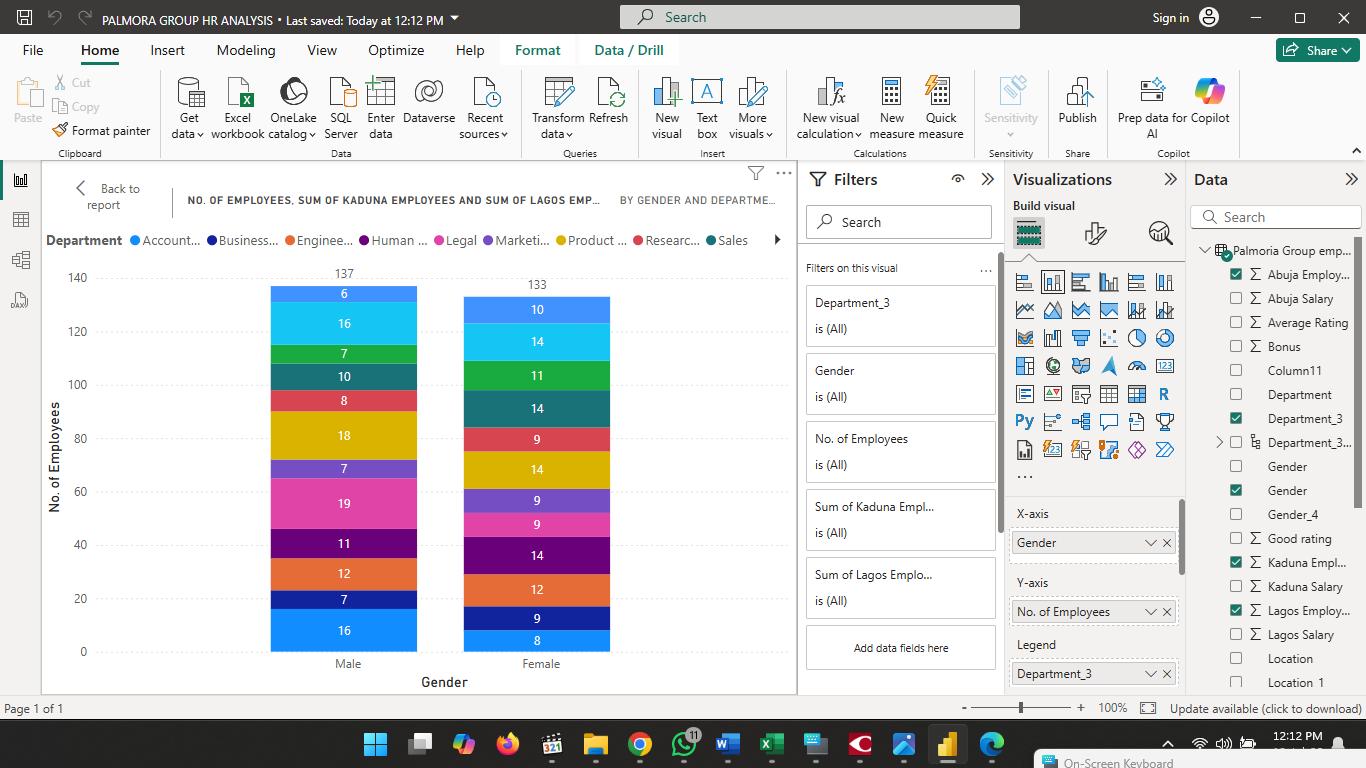 PALMORA GROUP HR ANALYSIS • Last saved: Today at 12:12 PM
Search
Sign in
File
Home
Insert
Modeling
View
Optimize
Help
Format
Data / Drill
Share
Paste
Cut
Copy
Format painter
Get data
Excel workbook
OneLake catalog
SQL Server
Enter data
Dataverse
Recent sources
Transform data
Refresh
New visual
Text box
More visuals
New visual calculation
New measure
Quick measure
Sensitivity
Publish
Prep data for AI
Copilot
Clipboard
Data
Queries
Insert
Calculations
Sensitivity
Share
Copilot
Back to report
NO. OF EMPLOYEES, SUM OF KADUNA EMPLOYEES AND SUM OF LAGOS EMP...
BY GENDER AND DEPARTME...
Department
Account...
Business...
Enginee...
Human ...
Legal
Marketi...
Product ...
Researc...
Sales
No. of Employees
140
120
100
80
60
40
20
0
137
6
16
7
10
8
18
7
19
11
12
7
16
133
10
14
11
14
9
14
9
9
14
12
9
8
Male
Female
Gender
Filters
Search
Filters on this visual
...
Department_3
is (All)
Gender
is (All)
No. of Employees
is (All)
Sum of Kaduna Empl...
is (All)
Sum of Lagos Emplo...
is (All)
Add data fields here
Visualizations
Build visual
123
R
Py
123
...
X-axis
Gender
Y-axis
No. of Employees
Legend
Department_3
Data
Search
Palmoria Group emp...
Abuja Employ...
Abuja Salary
Average Rating
Bonus
Column11
Department
Department_3
Department_3...
Gender
Gender
Gender_4
Good rating
Kaduna Empl...
Kaduna Salary
Lagos Employ...
Lagos Salary
Location
Location_1
Page 1 of 1
100%
Update available (click to download)
321
11
12:12 PM
On-Screen Keyboard